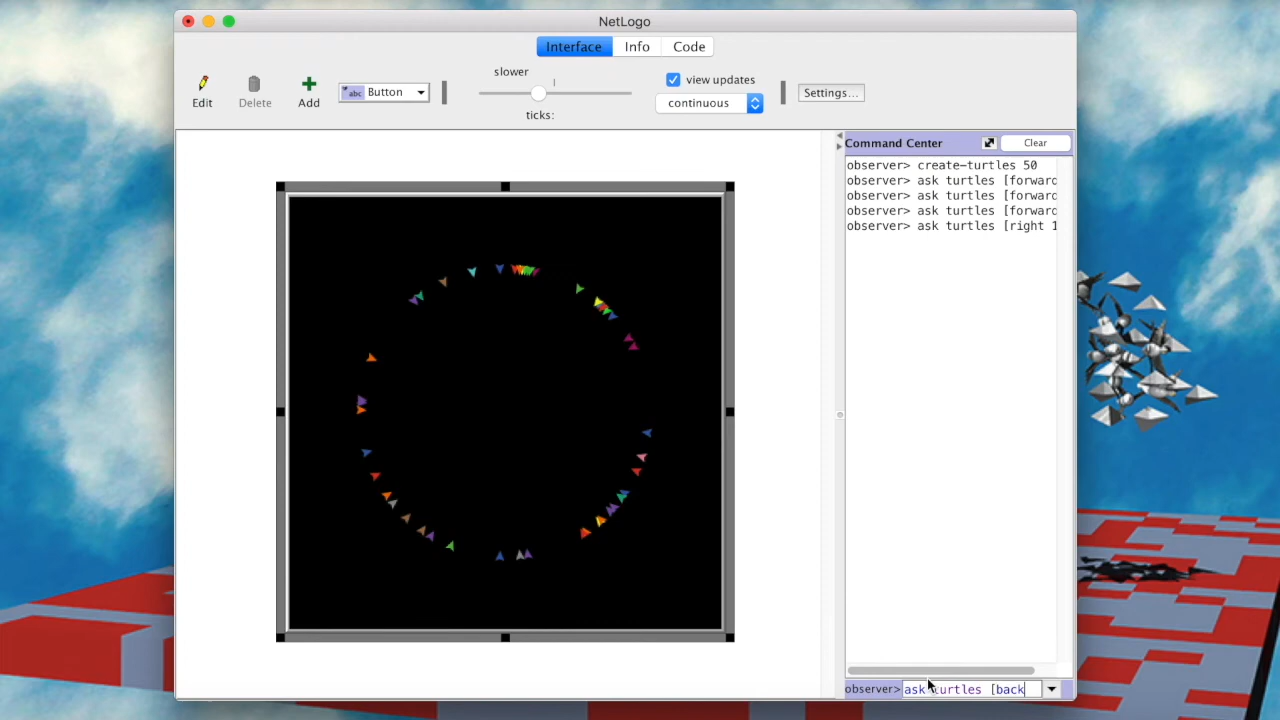 NetLogo
Interface Info Code
slower
view updates
Edit Delete Add abc Button continuous Settings...
ticks:
Command Center Clear
observer> create-turtles 50
observer> ask turtles [forward
observer> ask turtles [forward
observer> ask turtles [forward
observer> ask turtles [right 1
observer> ask turtles [back